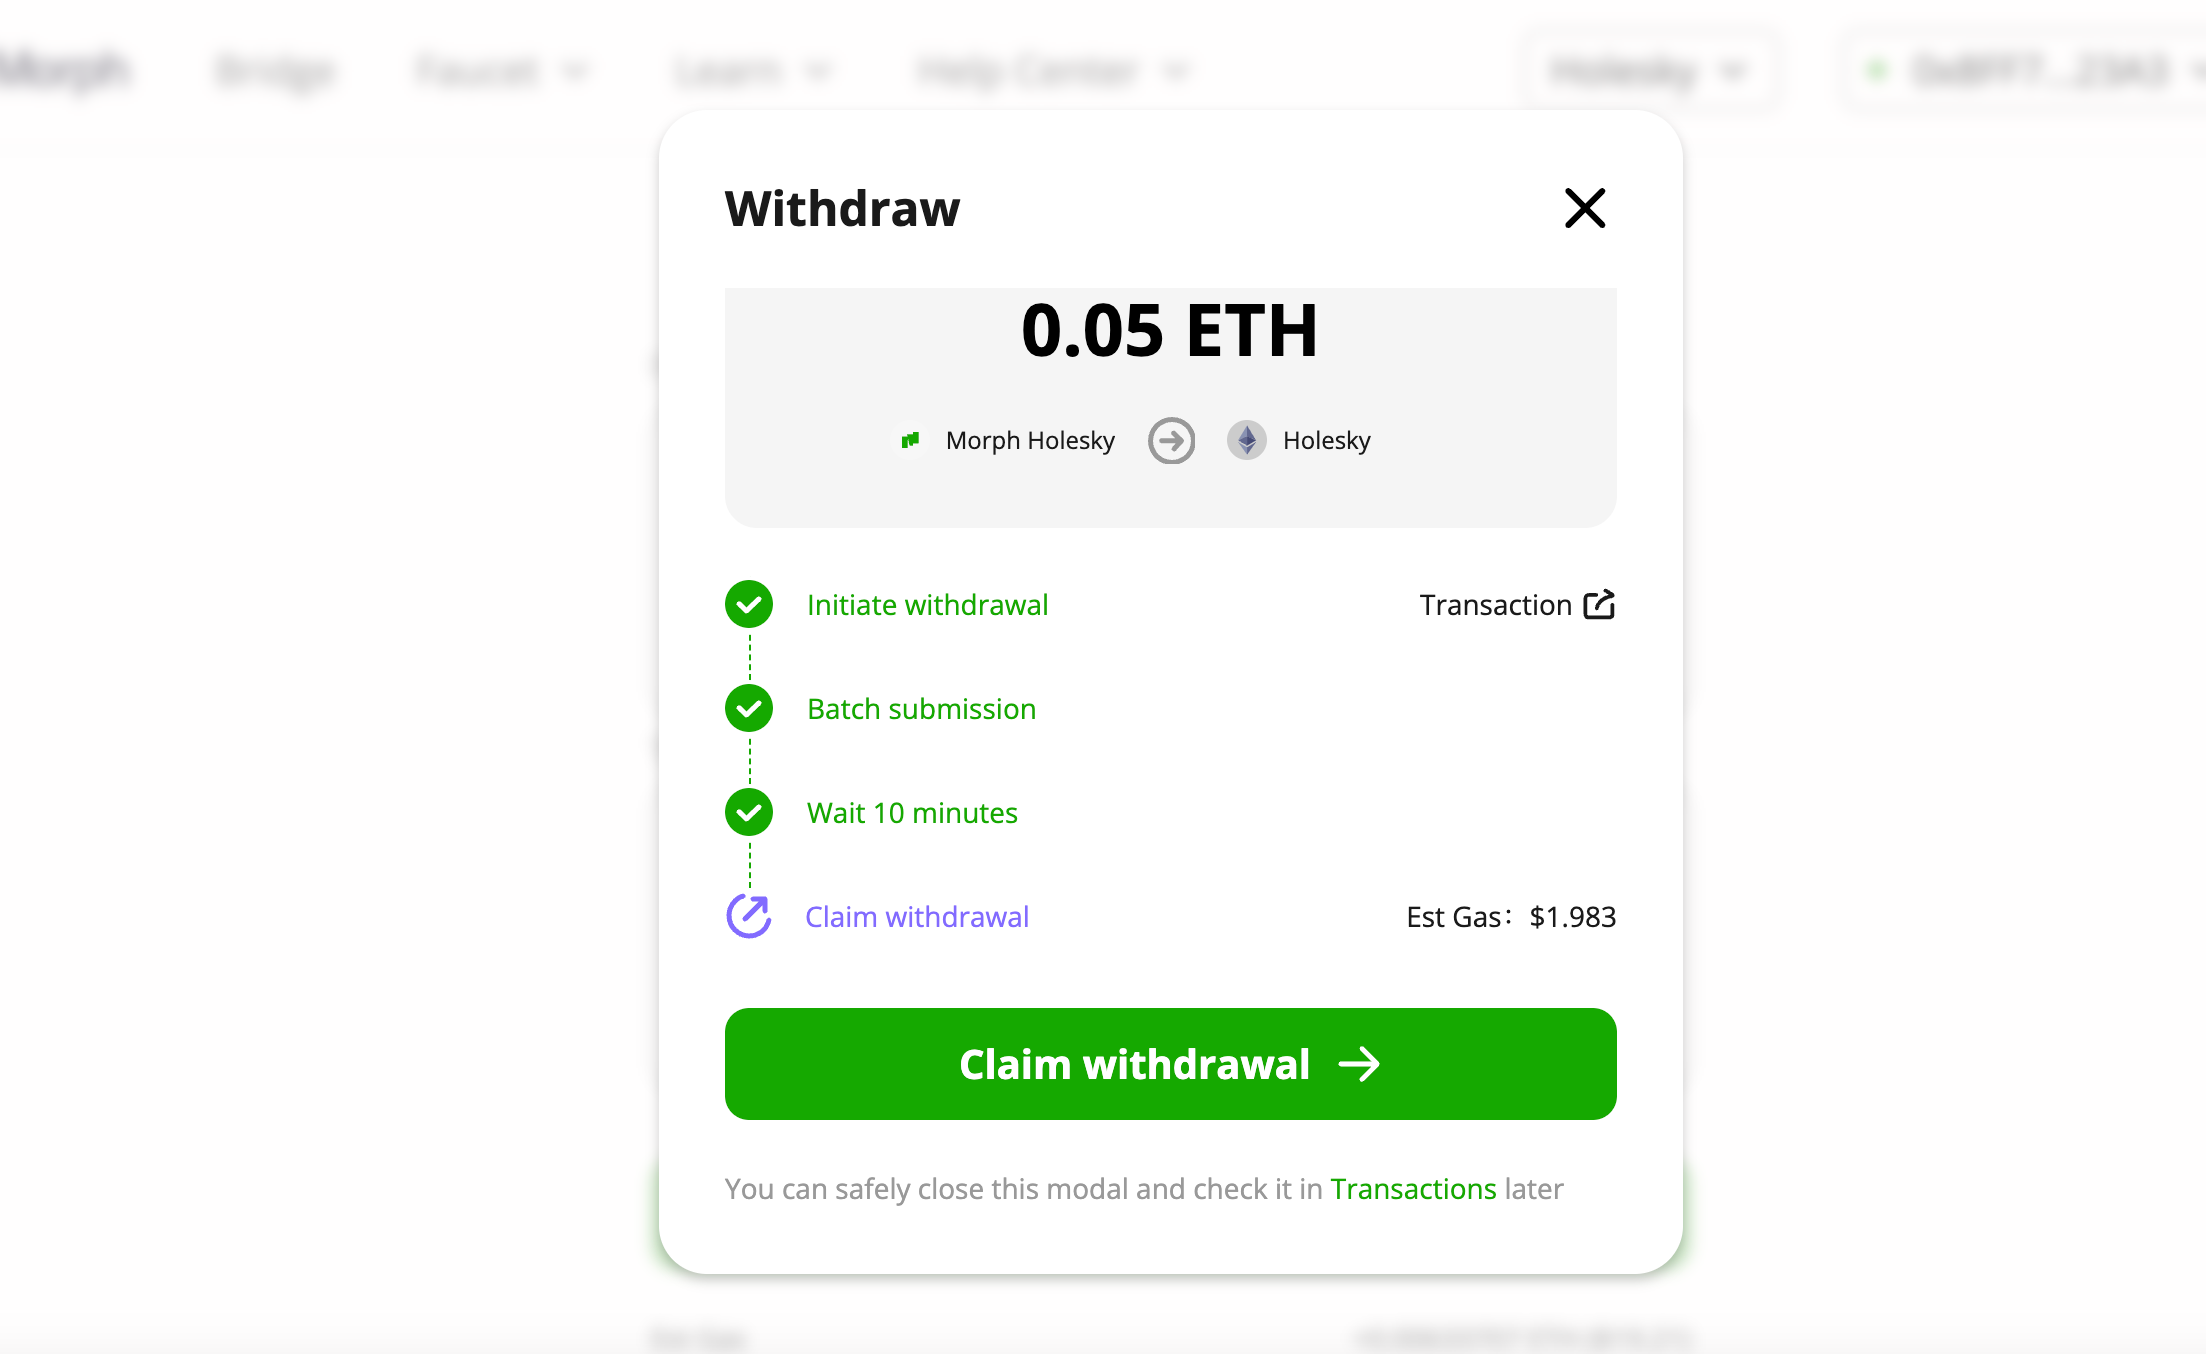 Morph Bridge Faucet Learn Help Center Holesky 0x8FF7...23A3
Withdraw
0.05 ETH
Morph Holesky Holesky
Initiate withdrawal Transaction
Batch submission
Wait 10 minutes
Claim withdrawal Est Gas: $1.983
Claim withdrawal
You can safely close this modal and check it in Transactions later